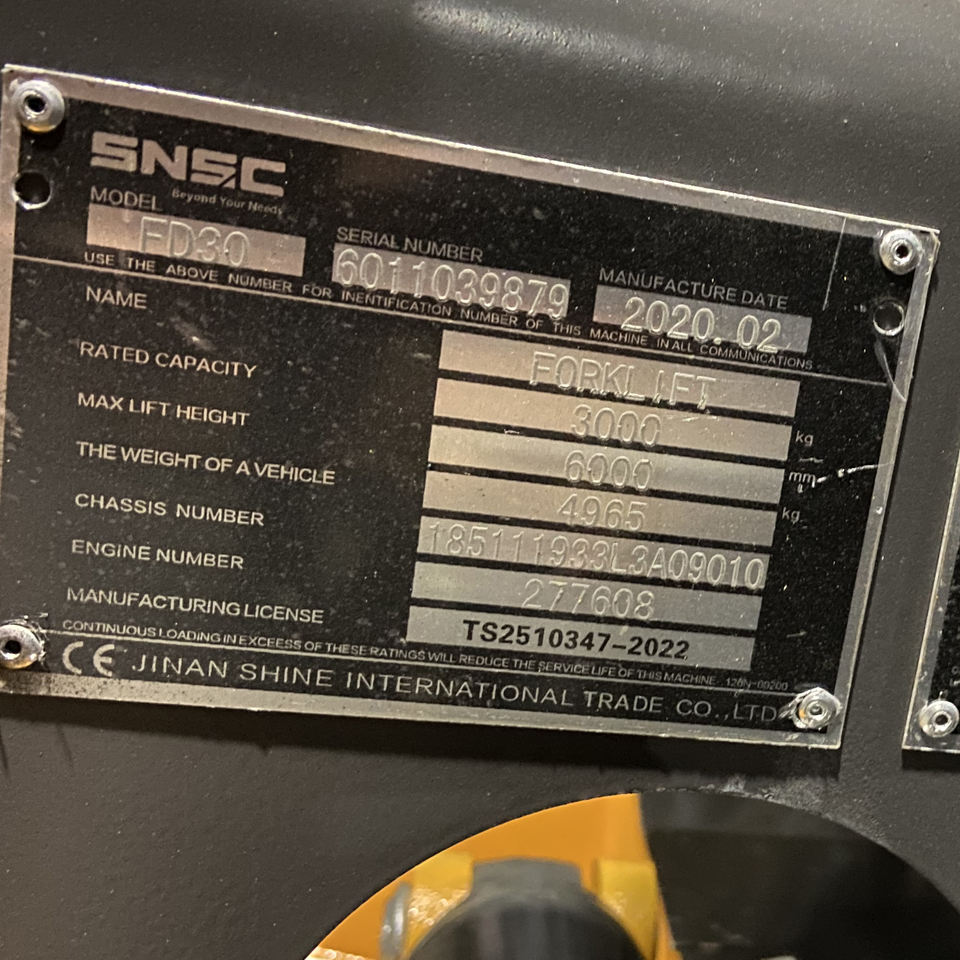 SNSC
Beyond Your Needs
MODEL
FD30
SERIAL NUMBER
6011039879
MANUFACTURE DATE
2020.02
USE THE ABOVE NUMBER FOR INENTIFICATION NUMBER OF THIS MACHINE IN ALL COMMUNICATIONS
NAME FORKLIFT
RATED CAPACITY 3000 kg
MAX LIFT HEIGHT 6000 mm
THE WEIGHT OF A VEHICLE 4965 kg
CHASSIS NUMBER 185111933L3A09010
ENGINE NUMBER 277608
MANUFACTURING LICENSE TS2510347-2022
CONTINUOUS LOADING IN EXCEESS OF THESE RATINGS WILL REDUCE THE SERVICE LIFE OF THIS MACHINE. 120N-00200
CE JINAN SHINE INTERNATIONAL TRADE CO.,LTD